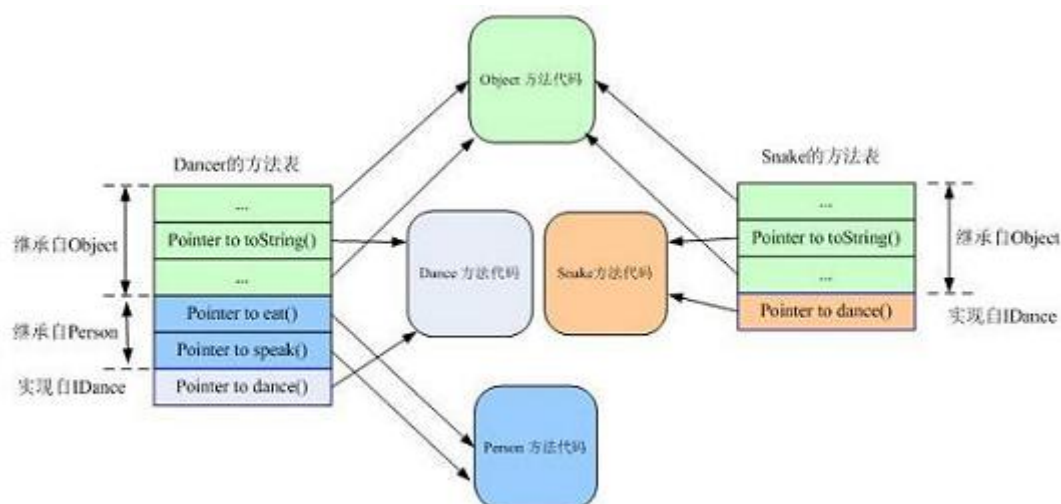 Object 方法代码
Dancer的方法表
Snake的方法表
...
Pointer to toString()
...
继承自Object
Pointer to eat()
Pointer to speak()
继承自Person
Pointer to dance()
实现自IDance
Dance 方法代码
Snake方法代码
...
Pointer to toString()
...
继承自Object
Pointer to dance()
实现自IDance
Person 方法代码